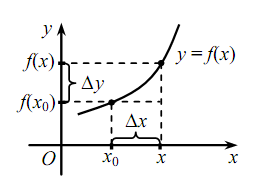 y
f(x)
y = f(x)
Δy
f(x₀)
Δx
O
x₀
x
x